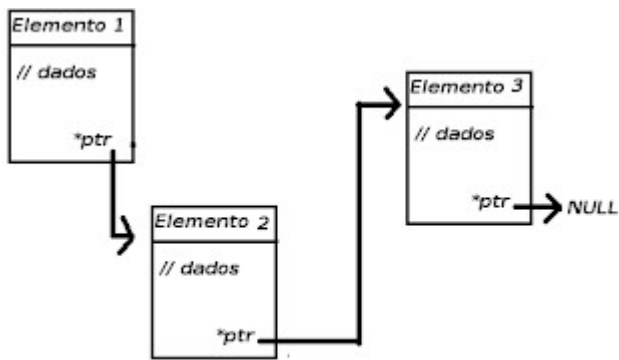 Elemento 1
// dados
*ptr
Elemento 2
// dados
*ptr
Elemento 3
// dados
*ptr
NULL